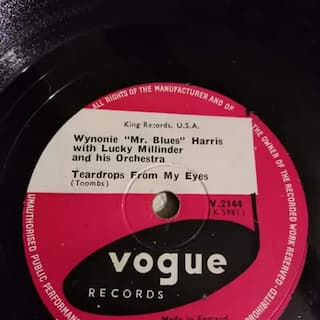 ALL RIGHTS OF THE MANUFACTURER AND OF
THE OWNER OF THE RECORDED WORK RESERVED
UNAUTHORISED PUBLIC PERFORMANCE
PROHIBITED
King Records, U.S.A.
Wynonie "Mr. Blues" Harris
with Lucky Millinder
and his Orchestra
Teardrops From My Eyes
(Toombs)
V.2144
vogue
RECORDS
Made in England